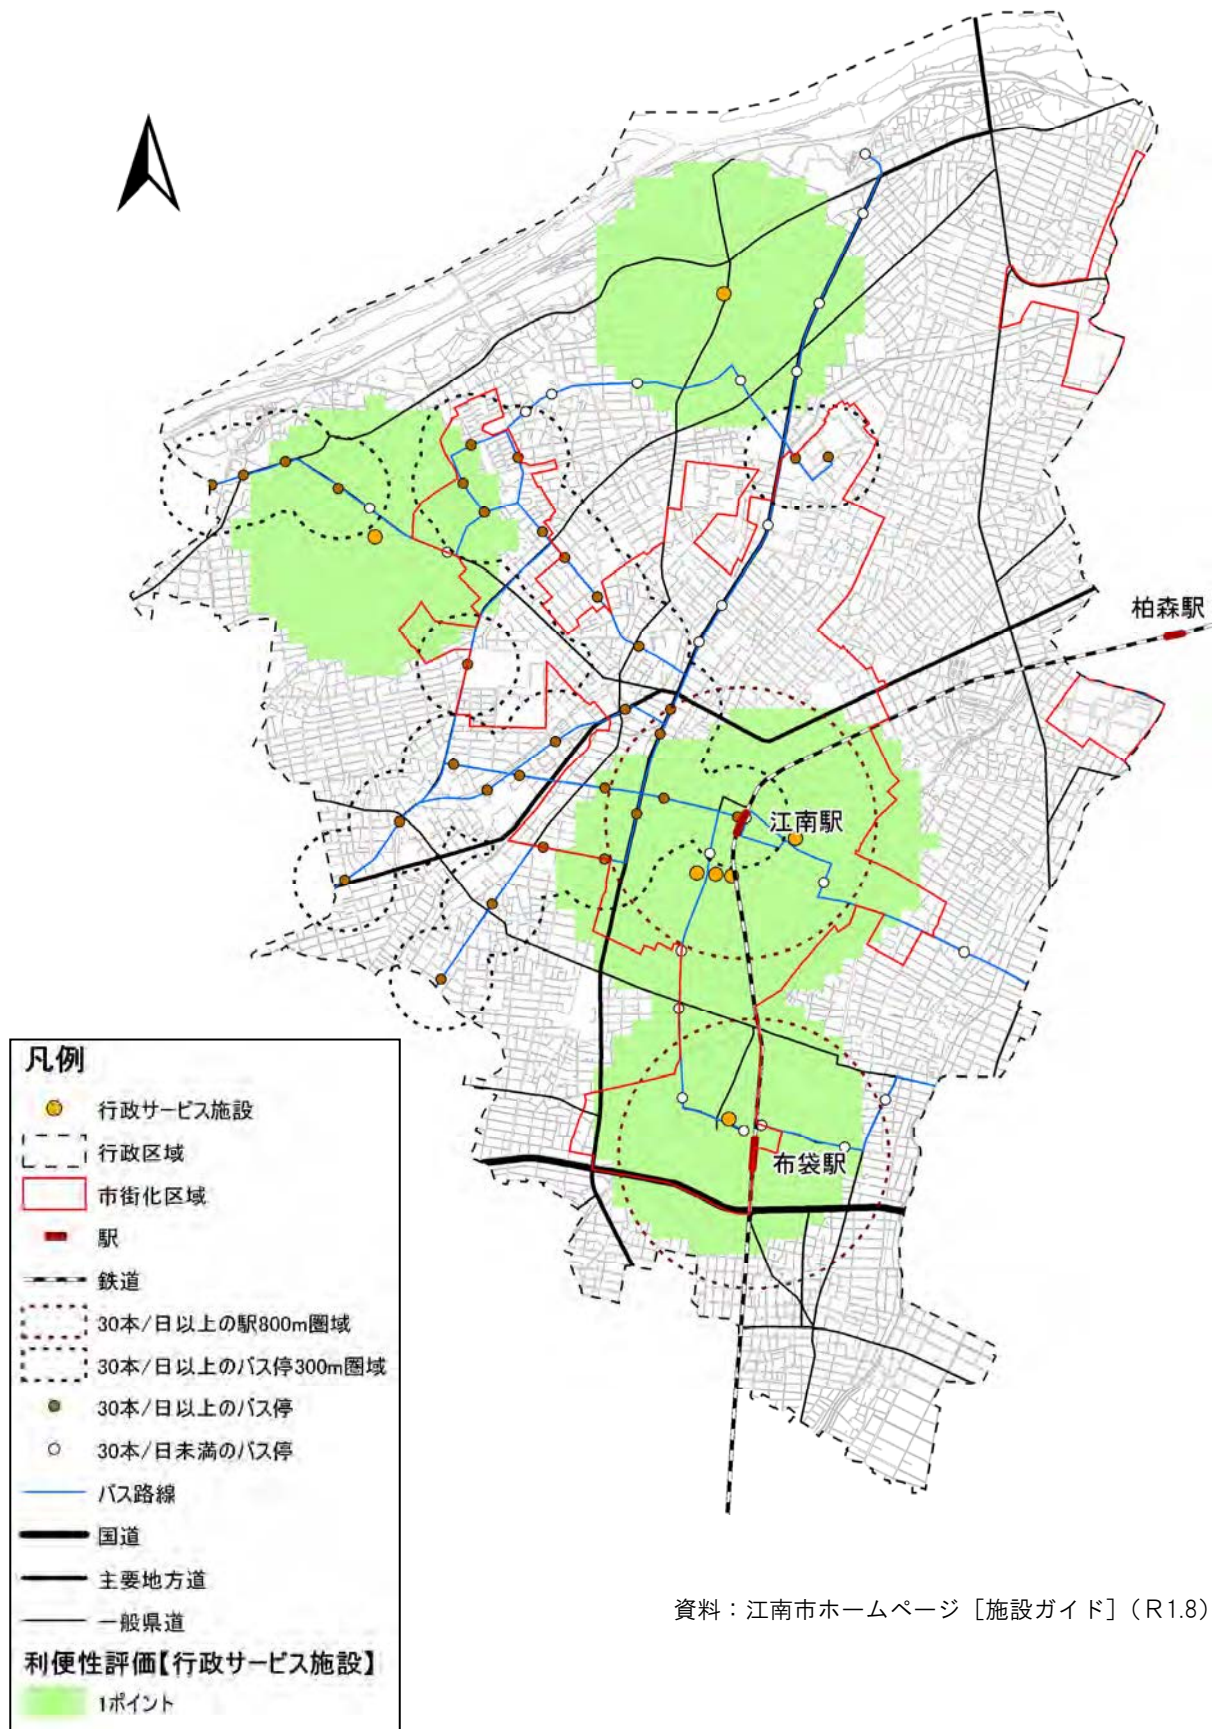 柏森駅
江南駅
布袋駅
凡例
行政サービス施設
行政区域
市街化区域
駅
鉄道
30本/日以上の駅800m圏域
30本/日以上のバス停300m圏域
30本/日以上のバス停
30本/日未満のバス停
バス路線
国道
主要地方道
一般県道
利便性評価【行政サービス施設】
1ポイント
資料：江南市ホームページ［施設ガイド］（R1.8）